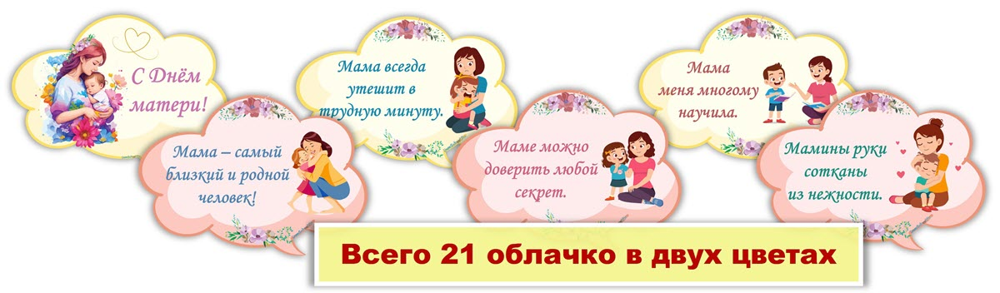 С Днём
матери!
Мама – самый
близкий и родной
человек!
Мама всегда
утешит в
трудную минуту.
Маме можно
доверить любой
секрет.
Мама
меня многому
научила.
Мамины руки
сотканы
из нежности.
Всего 21 облачко в двух цветах